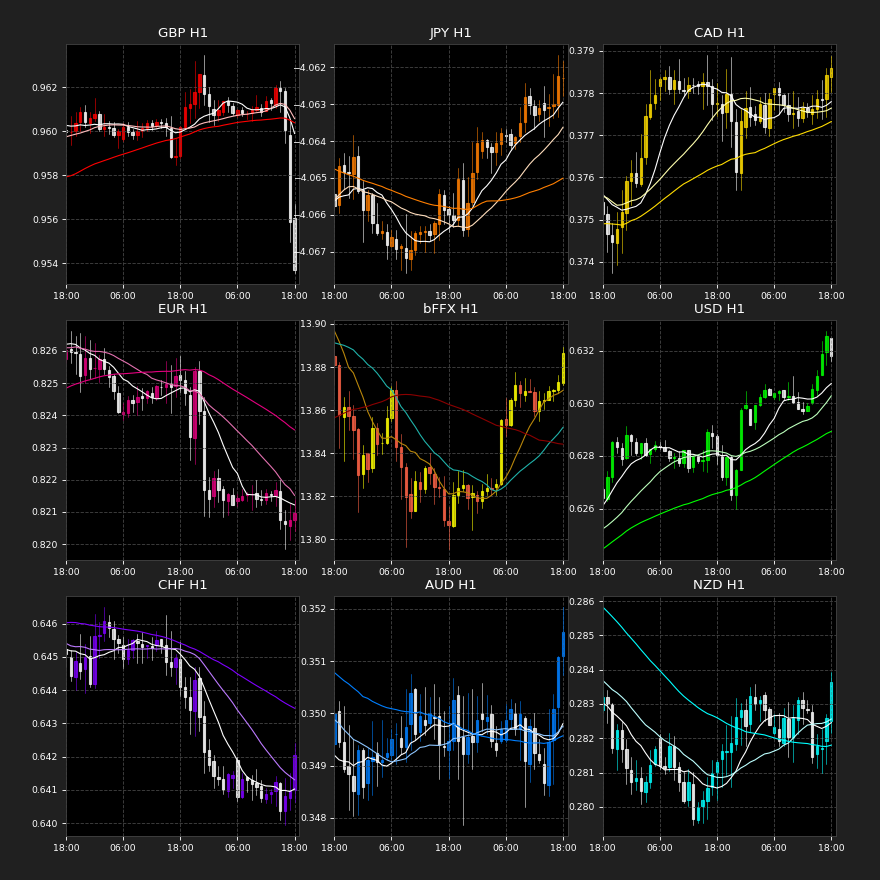 GBP H1
0.962
0.960
0.958
0.956
0.954
18:00 06:00 18:00 06:00 18:00
JPY H1
-4.062
-4.063
-4.064
-4.065
-4.066
-4.067
18:00 06:00 18:00 06:00 18:00
CAD H1
0.379
0.378
0.377
0.376
0.375
0.374
18:00 06:00 18:00 06:00 18:00
EUR H1
0.826
0.825
0.824
0.823
0.822
0.821
0.820
18:00 06:00 18:00 06:00 18:00
bFFX H1
13.90
13.88
13.86
13.84
13.82
13.80
18:00 06:00 18:00 06:00 18:00
USD H1
0.632
0.630
0.628
0.626
18:00 06:00 18:00 06:00 18:00
CHF H1
0.646
0.645
0.644
0.643
0.642
0.641
0.640
18:00 06:00 18:00 06:00 18:00
AUD H1
0.352
0.351
0.350
0.349
0.348
18:00 06:00 18:00 06:00 18:00
NZD H1
0.286
0.285
0.284
0.283
0.282
0.281
0.280
18:00 06:00 18:00 06:00 18:00